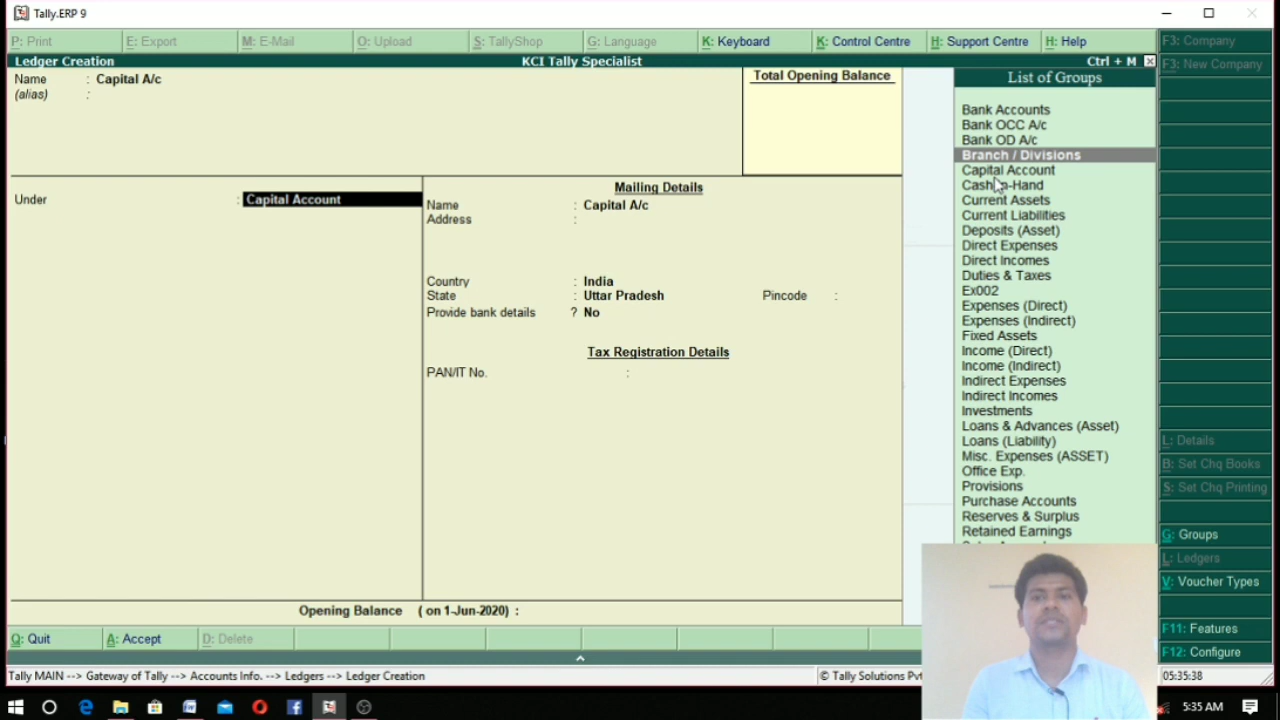 Tally.ERP 9
P: Print
E: Export
M: E-Mail
O: Upload
S: TallyShop
G: Language
K: Keyboard
K: Control Centre
H: Support Centre
H: Help
F3: Company
Ledger Creation
KCI Tally Specialist
Ctrl + M
F3: New Company
Name : Capital A/c
(alias) :
Total Opening Balance
Under : Capital Account
Mailing Details
Name : Capital A/c
Address :
Country : India
State : Uttar Pradesh
Pincode :
Provide bank details ? No
Tax Registration Details
PAN/IT No. :
Opening Balance ( on 1-Jun-2020) :
List of Groups
Bank Accounts
Bank OCC A/c
Bank OD A/c
Branch / Divisions
Capital Account
Cash-in-Hand
Current Assets
Current Liabilities
Deposits (Asset)
Direct Expenses
Direct Incomes
Duties & Taxes
Ex002
Expenses (Direct)
Expenses (Indirect)
Fixed Assets
Income (Direct)
Income (Indirect)
Indirect Expenses
Indirect Incomes
Investments
Loans & Advances (Asset)
Loans (Liability)
Misc. Expenses (ASSET)
Office Exp.
Provisions
Purchase Accounts
Reserves & Surplus
Retained Earnings
L: Details
B: Set Chq Books
S: Set Chq Printing
G: Groups
L: Ledgers
V: Voucher Types
F11: Features
F12: Configure
Q: Quit
A: Accept
D: Delete
Tally MAIN --> Gateway of Tally --> Accounts Info. --> Ledgers --> Ledger Creation
© Tally Solutions
05:35:38
5:35 AM